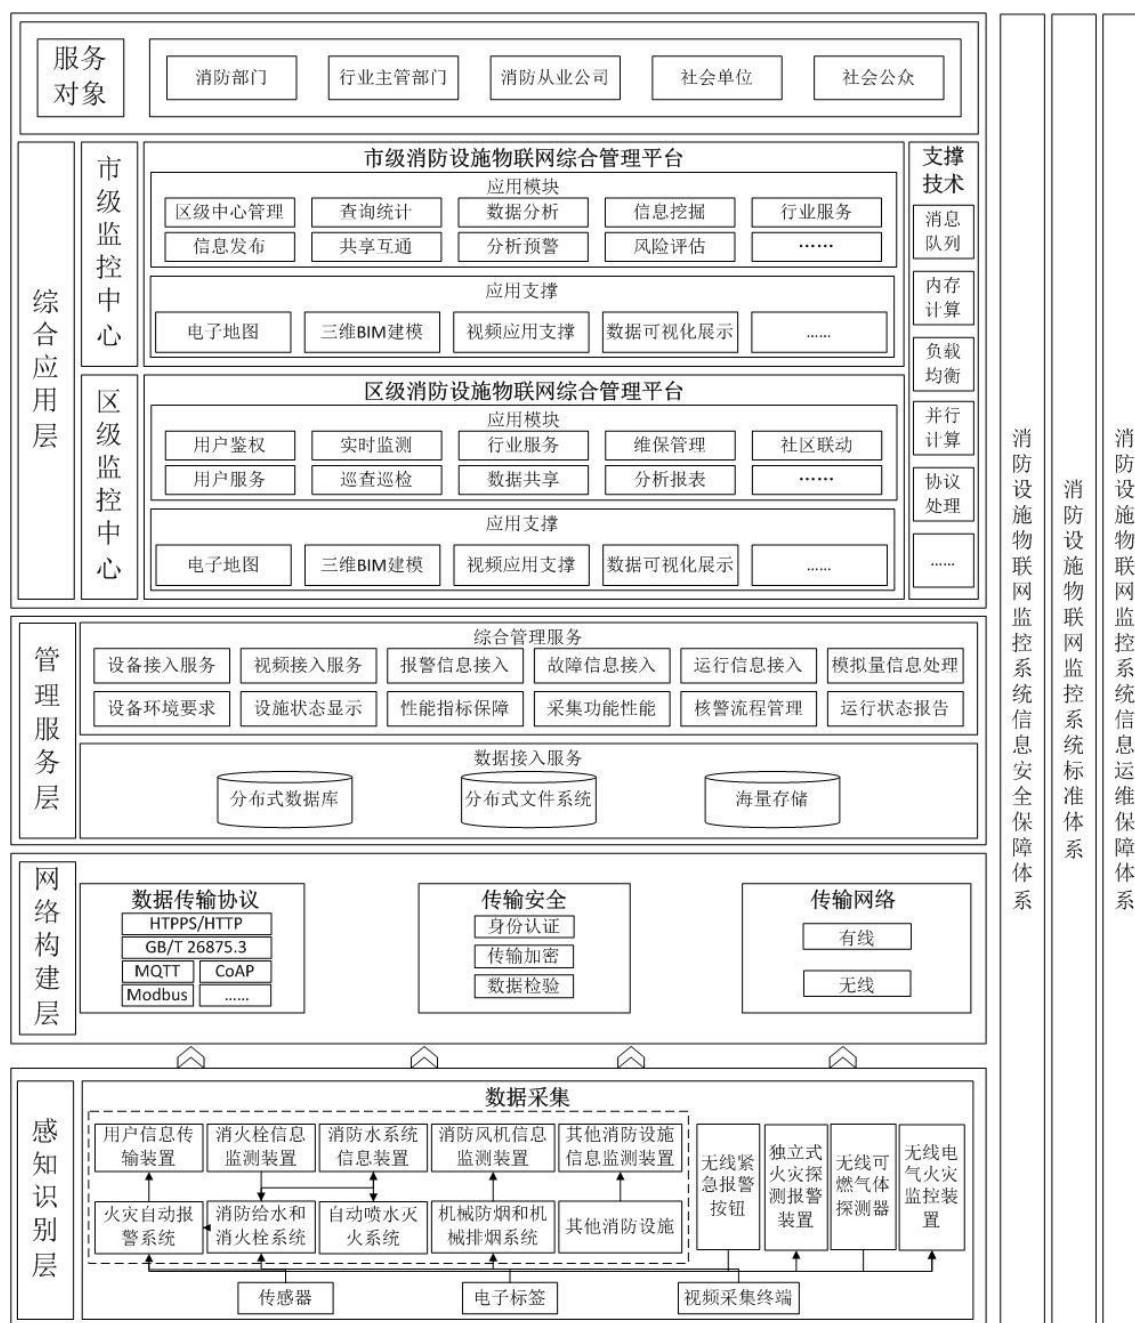 服务
对象
消防部门
行业主管部门
消防从业公司
社会单位
社会公众
综合应用层
市级监控中心
市级消防设施物联网综合管理平台
应用模块
区级中心管理
查询统计
数据分析
信息挖掘
行业服务
信息发布
共享互通
分析预警
风险评估
……
应用支撑
电子地图
三维BIM建模
视频应用支撑
数据可视化展示
……
区级监控中心
区级消防设施物联网综合管理平台
应用模块
用户鉴权
实时监测
行业服务
维保管理
社区联动
用户服务
巡查巡检
数据共享
分析报表
……
应用支撑
电子地图
三维BIM建模
视频应用支撑
数据可视化展示
……
支撑
技术
消息
队列
内存
计算
负载
均衡
并行
计算
协议
处理
……
管理服务层
综合管理服务
设备接入服务
视频接入服务
报警信息接入
故障信息接入
运行信息接入
模拟量信息处理
设备环境要求
设施状态显示
性能指标保障
采集功能性能
核警流程管理
运行状态报告
数据接入服务
分布式数据库
分布式文件系统
海量存储
网络构建层
数据传输协议
HTPPS/HTTP
GB/T 26875.3
MQTT
CoAP
Modbus
……
传输安全
身份认证
传输加密
数据检验
传输网络
有线
无线
感知识别层
数据采集
用户信息传
输装置
消火栓信息
监测装置
消防水系统
信息装置
消防风机信息
监测装置
其他消防设施
信息监测装置
火灾自动报
警系统
消防给水和
消火栓系统
自动喷水灭
火系统
机械防烟和机
械排烟系统
其他消防设施
无线紧
急报警
按钮
独立式
火灾探
测报警
装置
无线可
燃气体
探测器
无线电
气火灾
监控装
置
传感器
电子标签
视频采集终端
消防设施物联网监控系统信息安全保障体系
消防设施物联网监控系统标准体系
消防设施物联网监控系统信息运维保障体系